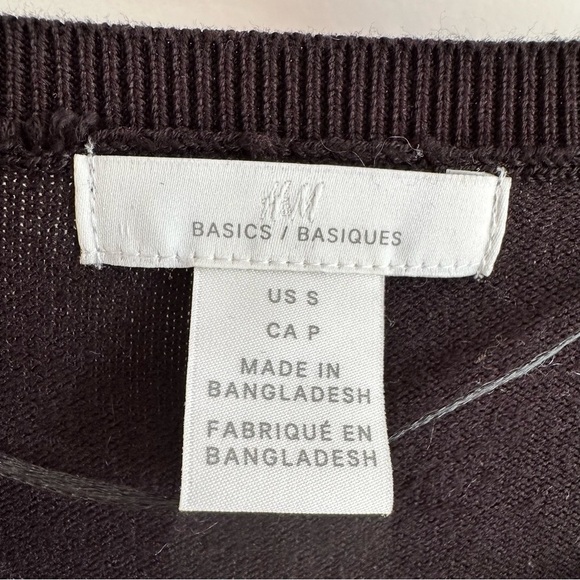 H&M
BASICS / BASIQUES
US S
CA P
MADE IN
BANGLADESH
FABRIQUÉ EN
BANGLADESH